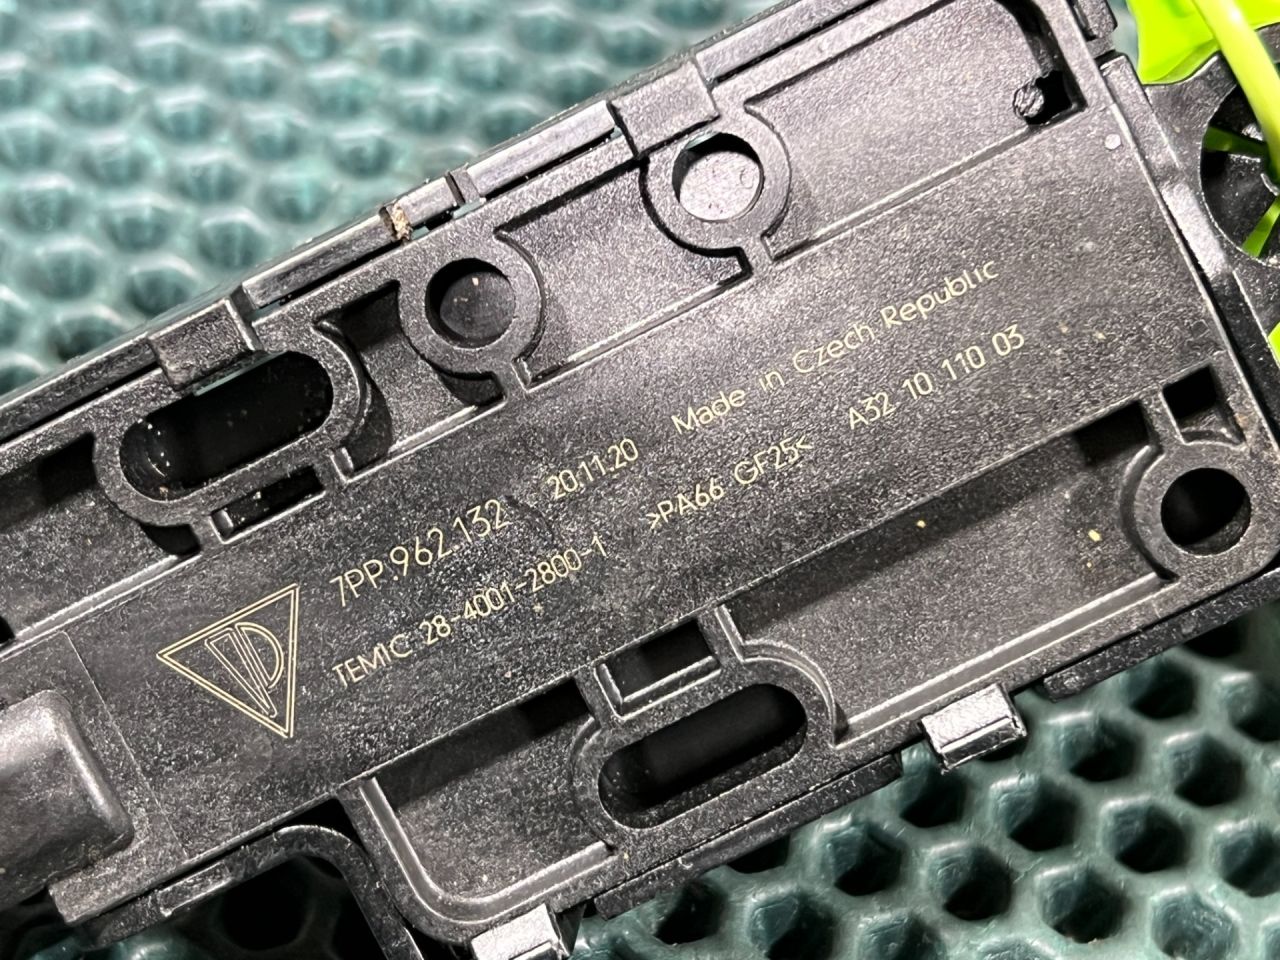 7PP.962.132 20.11.20 Made in Czech Republic
TEMIC 28-4001-2800-1 >PA66 GF25< A32 10 110 03